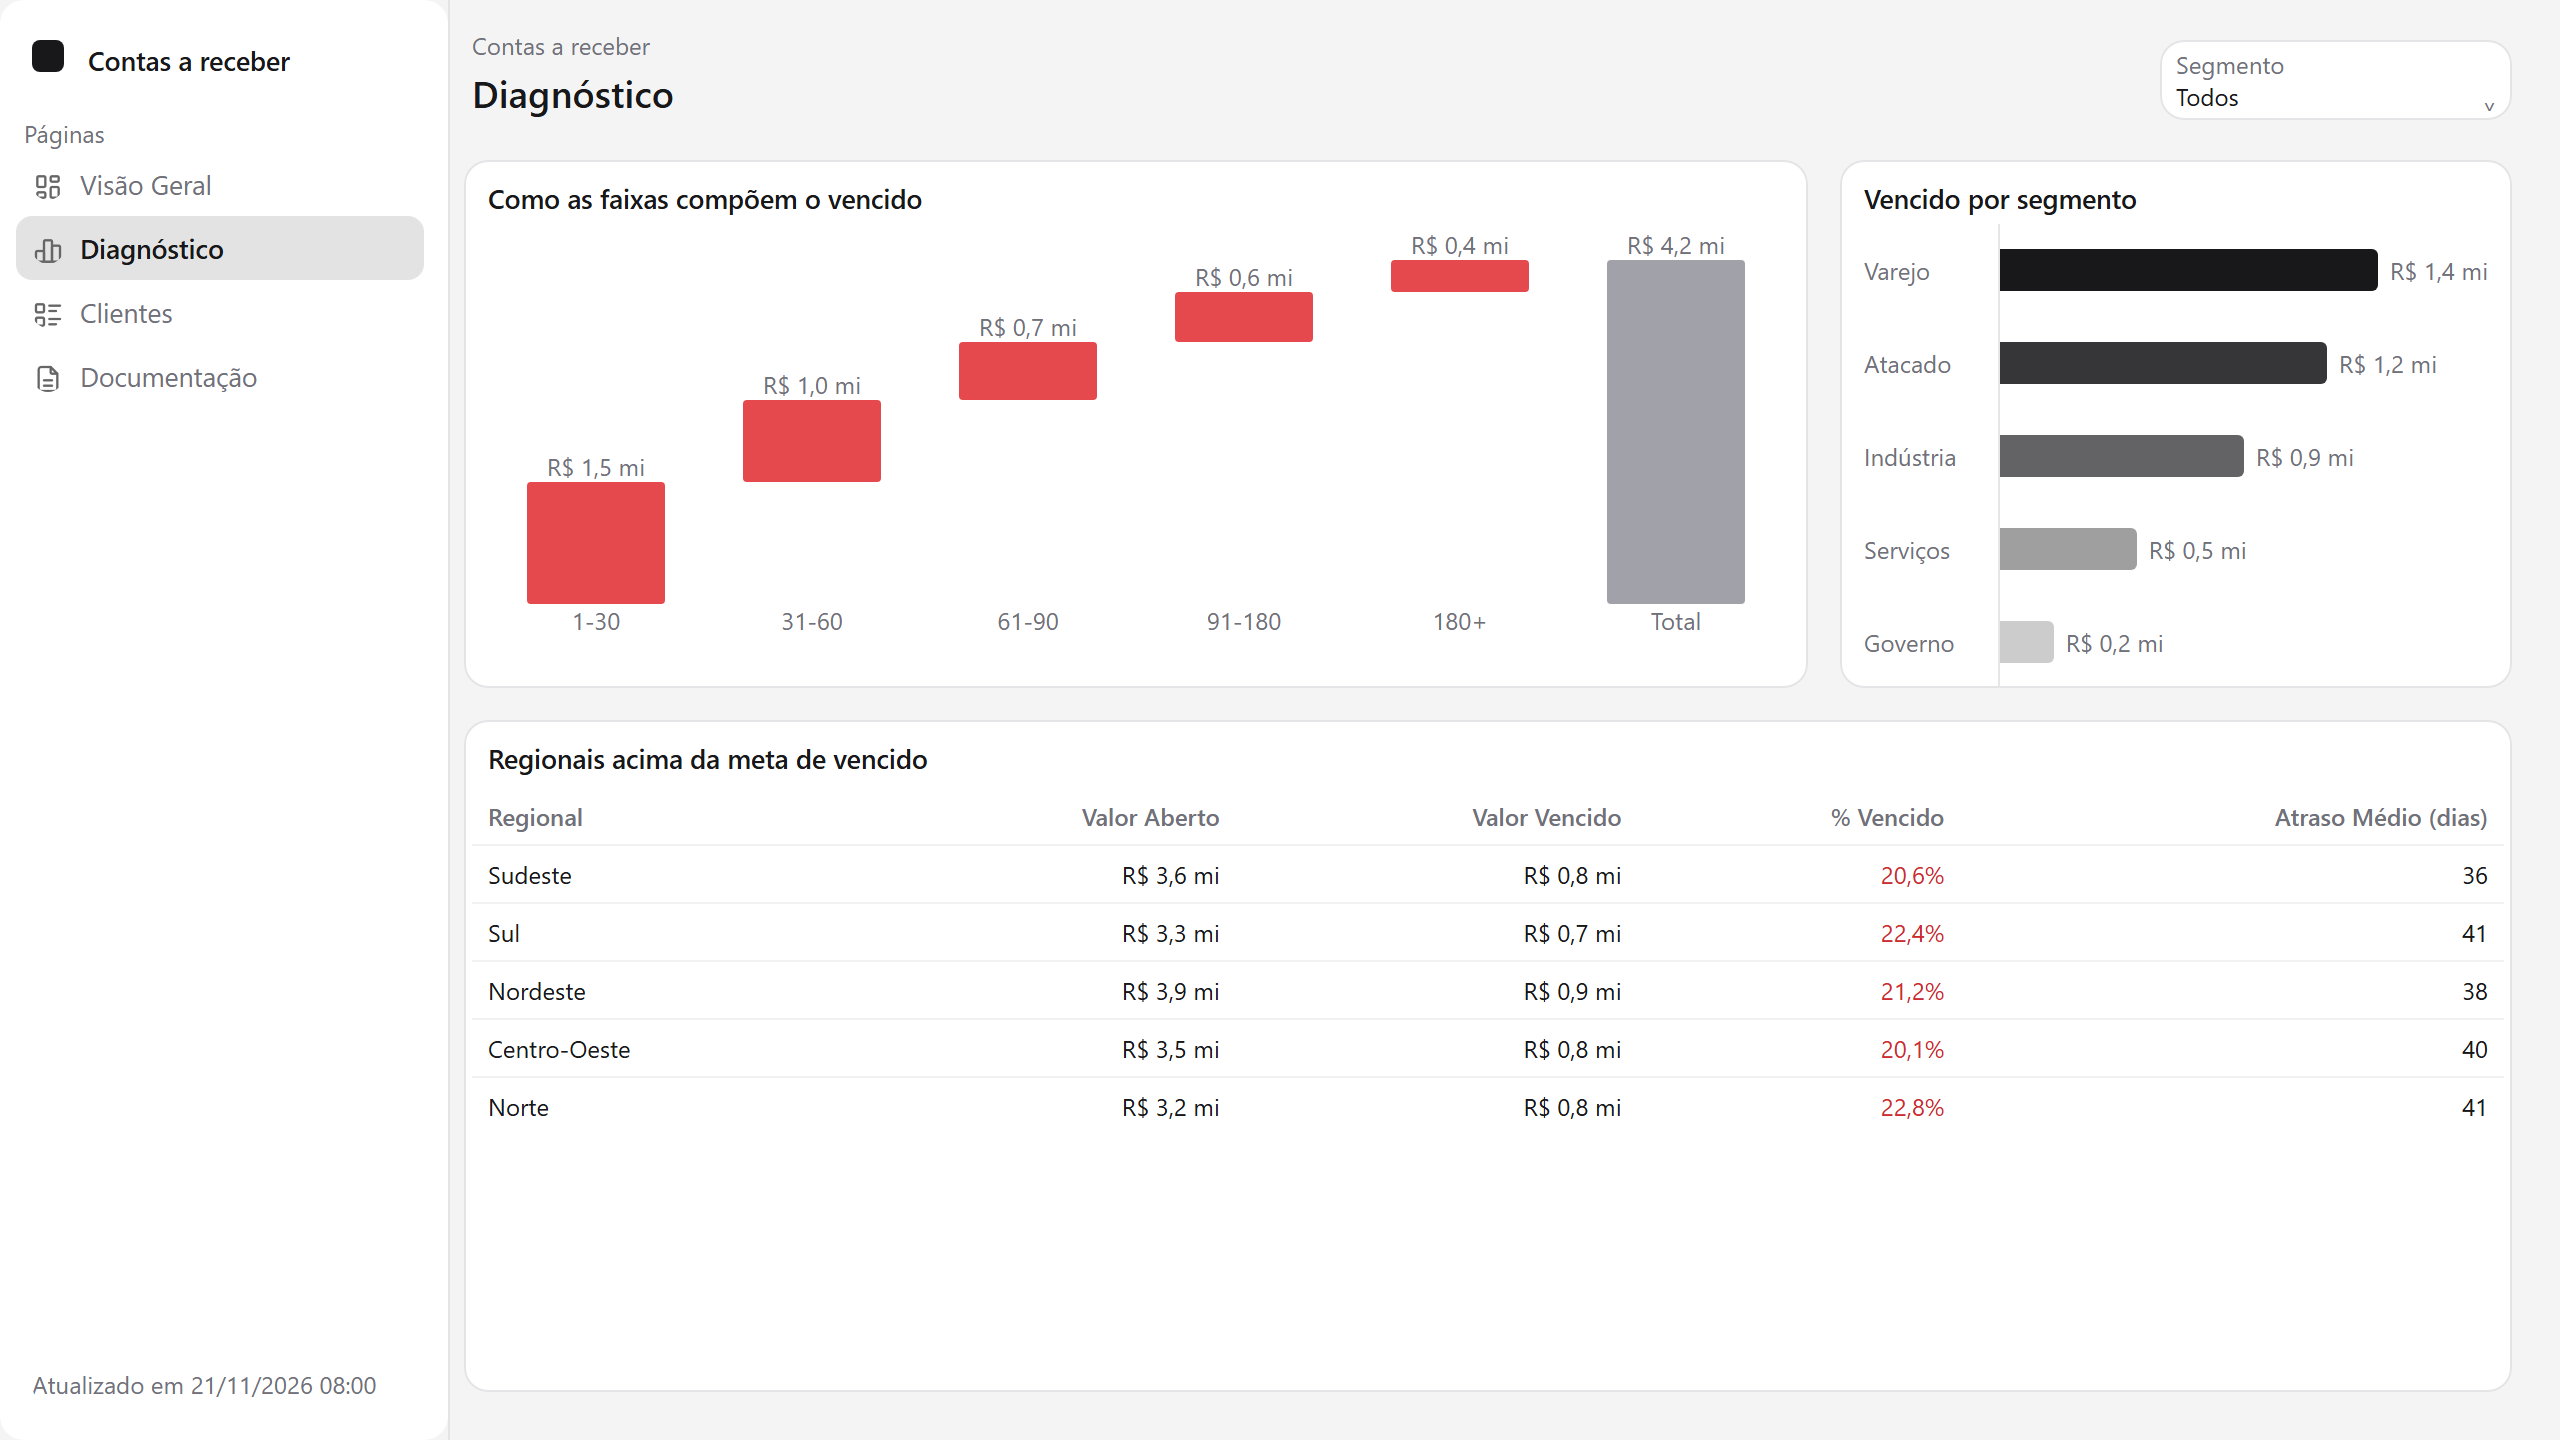 Contas a receber
Páginas
Visão Geral
Diagnóstico
Clientes
Documentação
Atualizado em 21/11/2026 08:00
Contas a receber
Diagnóstico
Segmento
Todos
Como as faixas compõem o vencido
R$ 1,5 mi
R$ 1,0 mi
R$ 0,7 mi
R$ 0,6 mi
R$ 0,4 mi
R$ 4,2 mi
1-30 31-60 61-90 91-180 180+ Total
Vencido por segmento
Varejo R$ 1,4 mi
Atacado R$ 1,2 mi
Indústria R$ 0,9 mi
Serviços R$ 0,5 mi
Governo R$ 0,2 mi
Regionais acima da meta de vencido
Regional Valor Aberto Valor Vencido % Vencido Atraso Médio (dias)
Sudeste R$ 3,6 mi R$ 0,8 mi 20,6% 36
Sul R$ 3,3 mi R$ 0,7 mi 22,4% 41
Nordeste R$ 3,9 mi R$ 0,9 mi 21,2% 38
Centro-Oeste R$ 3,5 mi R$ 0,8 mi 20,1% 40
Norte R$ 3,2 mi R$ 0,8 mi 22,8% 41